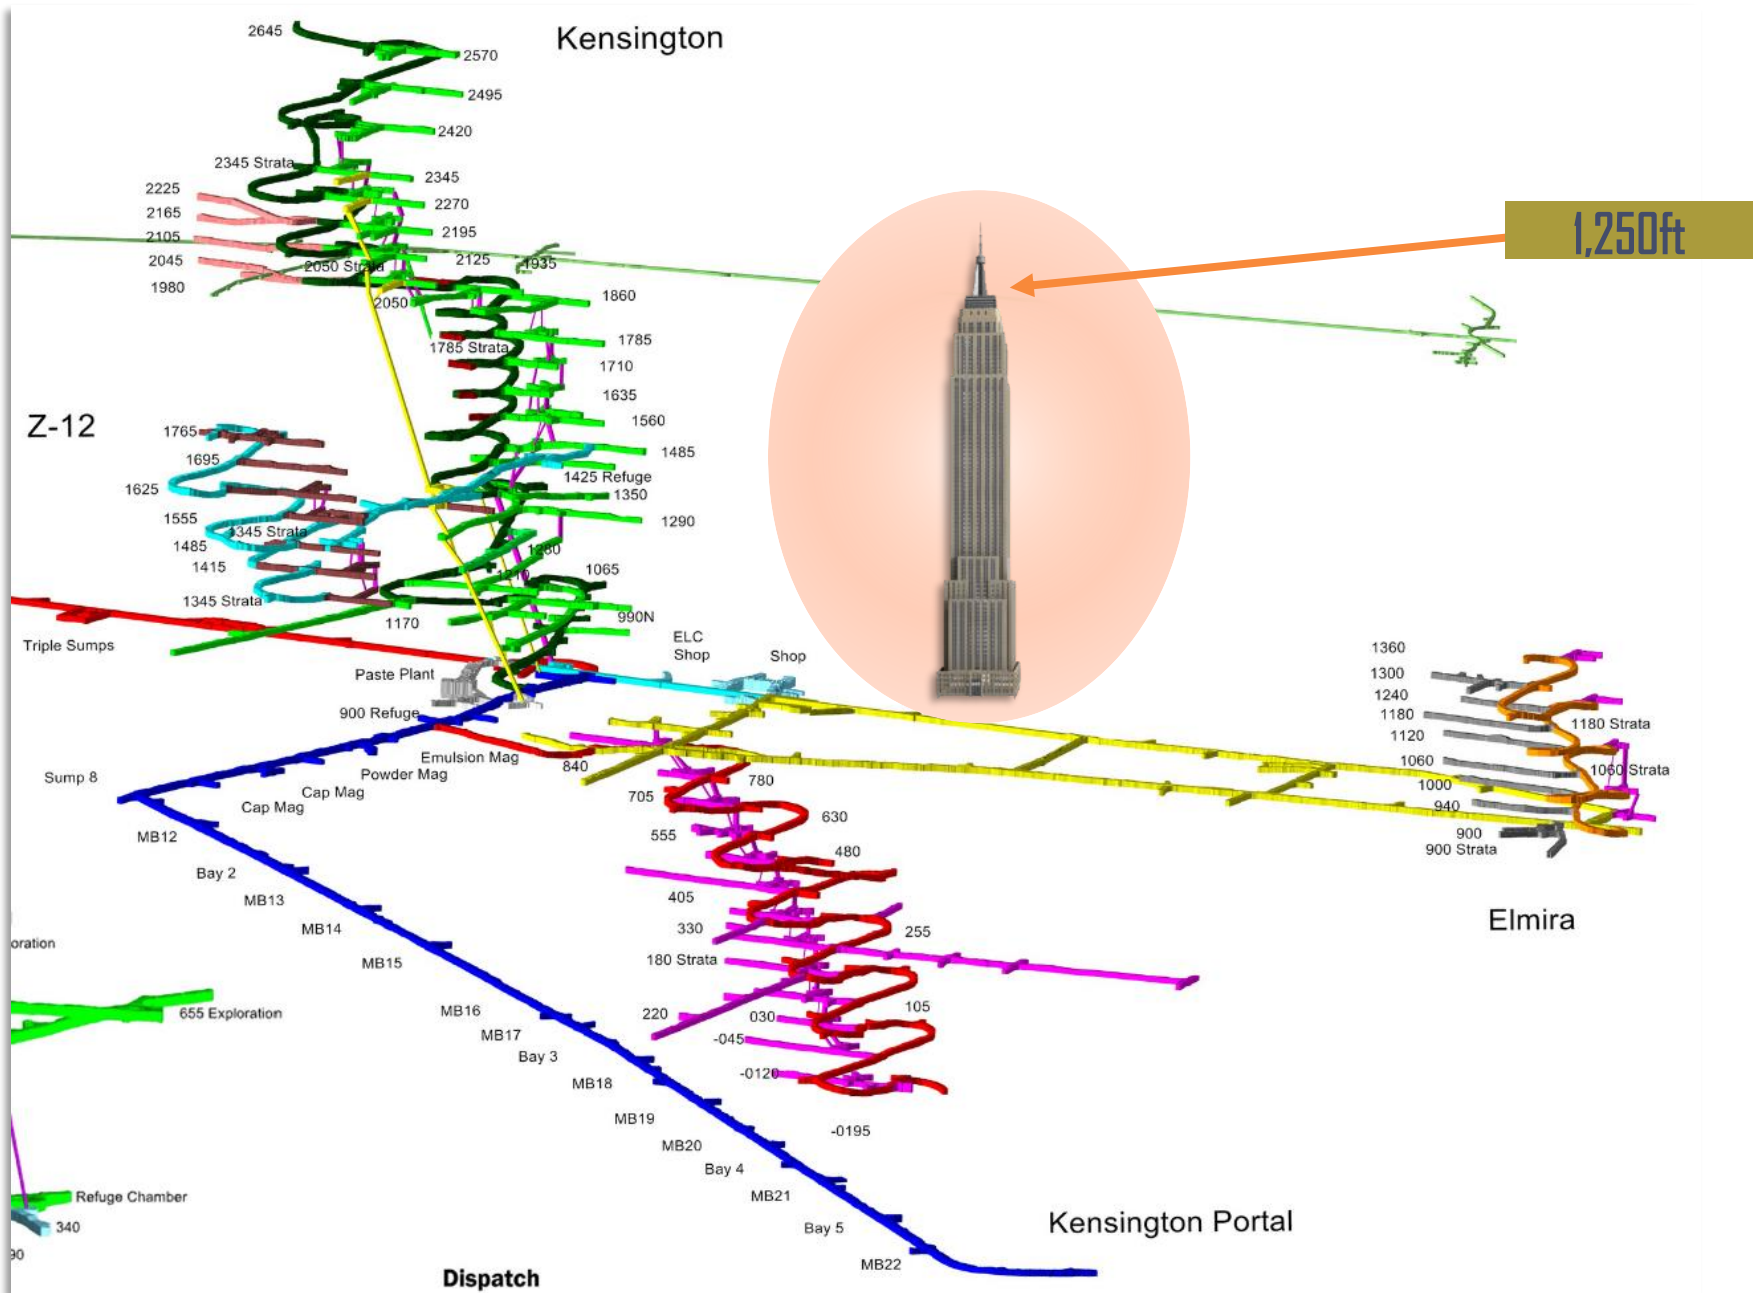 Kensington
2645
2570
2495
2420
2345 Strata
2345
2225
2270
2165
2195
2105
2125
1935
2045
2050 Strata
1980
2050
1860
1,250ft
1785
1785 Strata
1710
1635
1560
Z-12
1765
1695
1485
1625
1425 Refuge
1350
1555
1345 Strata
1290
1485
1280
1415
1210
1065
1345 Strata
1170
990N
Triple Sumps
ELC
Shop
Shop
Paste Plant
900 Refuge
Emulsion Mag
840
Powder Mag
Sump 8
Cap Mag
Cap Mag
780
705
630
MB12
555
480
Bay 2
MB13
405
MB14
330
255
MB15
180 Strata
105
220
030
-045
-0120
-0195
MB16
MB17
Bay 3
MB18
MB19
MB20
Bay 4
MB21
Bay 5
MB22
Kensington Portal
1360
1300
1240
1180
1180 Strata
1120
1060
1060 Strata
1000
940
900
900 Strata
Elmira
oration
655 Exploration
Refuge Chamber
340
90
Dispatch